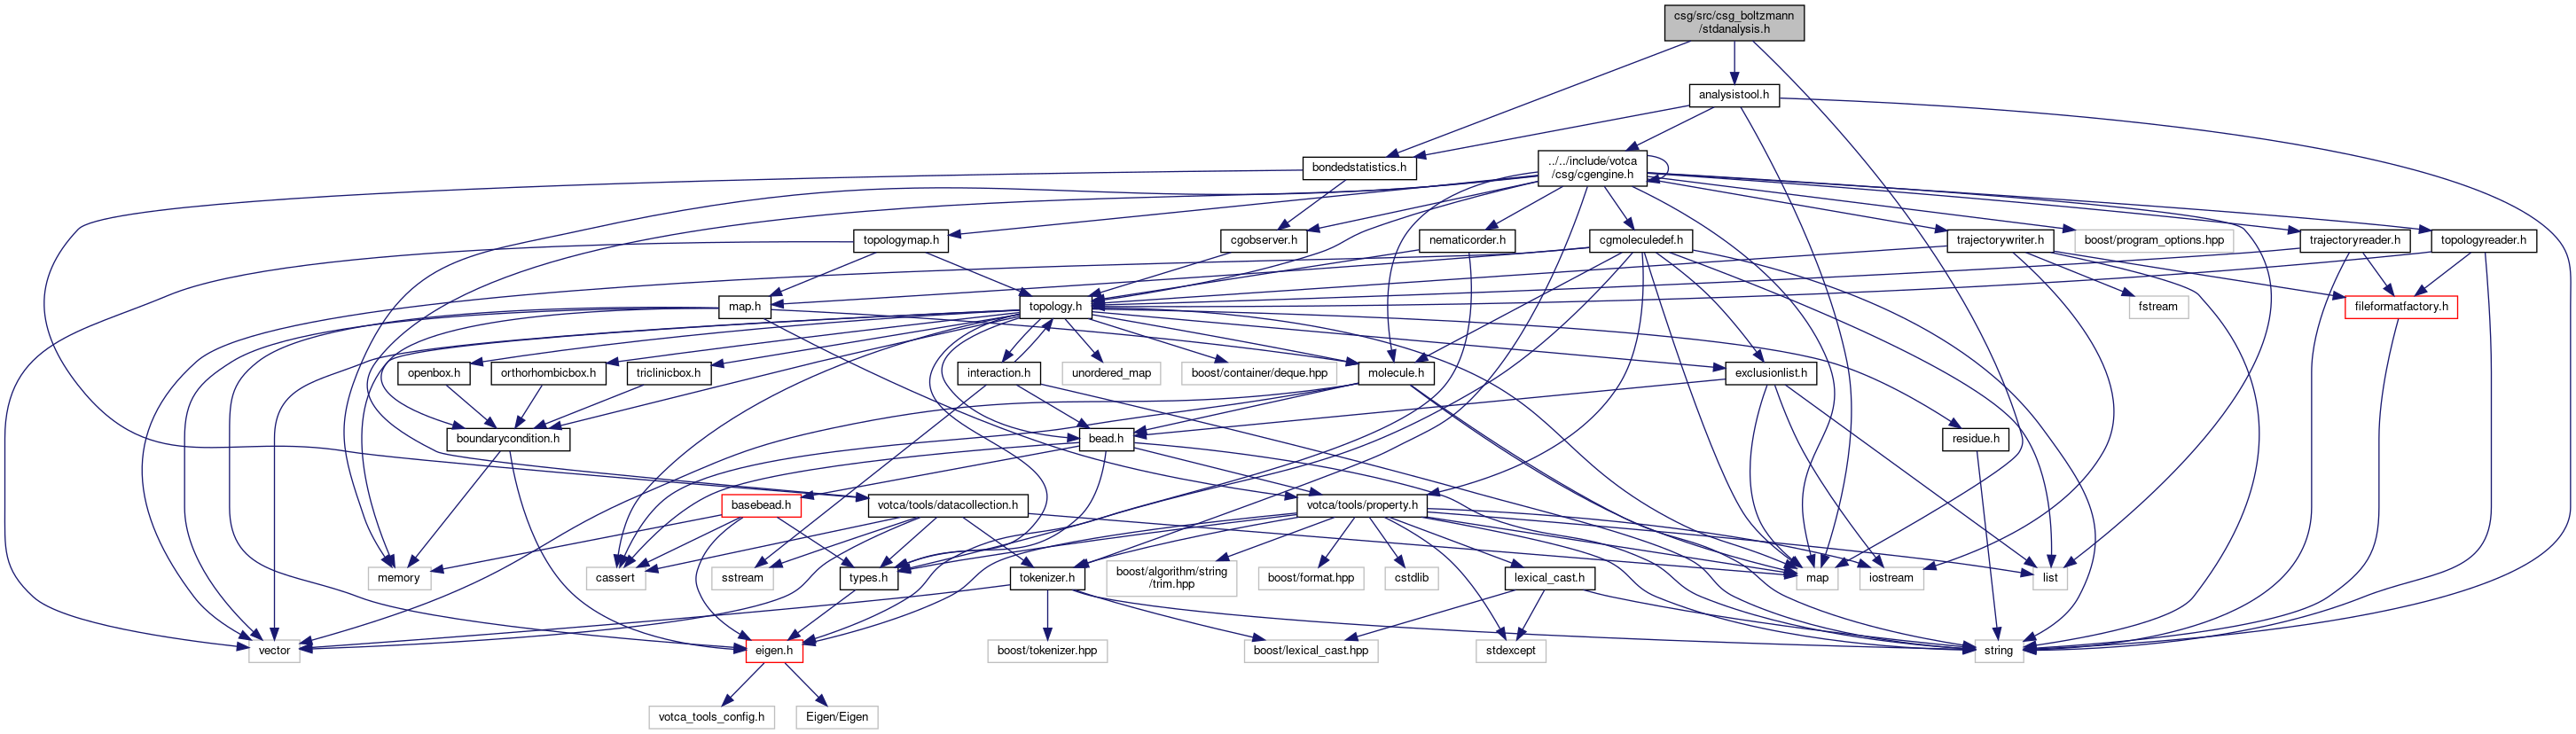 csg/src/csg_boltzmann
/stdanalysis.h
analysistool.h
bondedstatistics.h
../../include/votca
/csg/cgengine.h
topologymap.h
cgobserver.h
nematicorder.h
cgmoleculedef.h
trajectorywriter.h
boost/program_options.hpp
trajectoryreader.h
topologyreader.h
map.h
topology.h
fstream
fileformatfactory.h
openbox.h
orthorhombicbox.h
triclinicbox.h
interaction.h
unordered_map
boost/container/deque.hpp
molecule.h
exclusionlist.h
boundarycondition.h
bead.h
residue.h
basebead.h
votca/tools/datacollection.h
votca/tools/property.h
memory
cassert
sstream
types.h
tokenizer.h
boost/algorithm/string
/trim.hpp
boost/format.hpp
cstdlib
lexical_cast.h
map
iostream
list
vector
eigen.h
boost/tokenizer.hpp
boost/lexical_cast.hpp
stdexcept
string
votca_tools_config.h
Eigen/Eigen